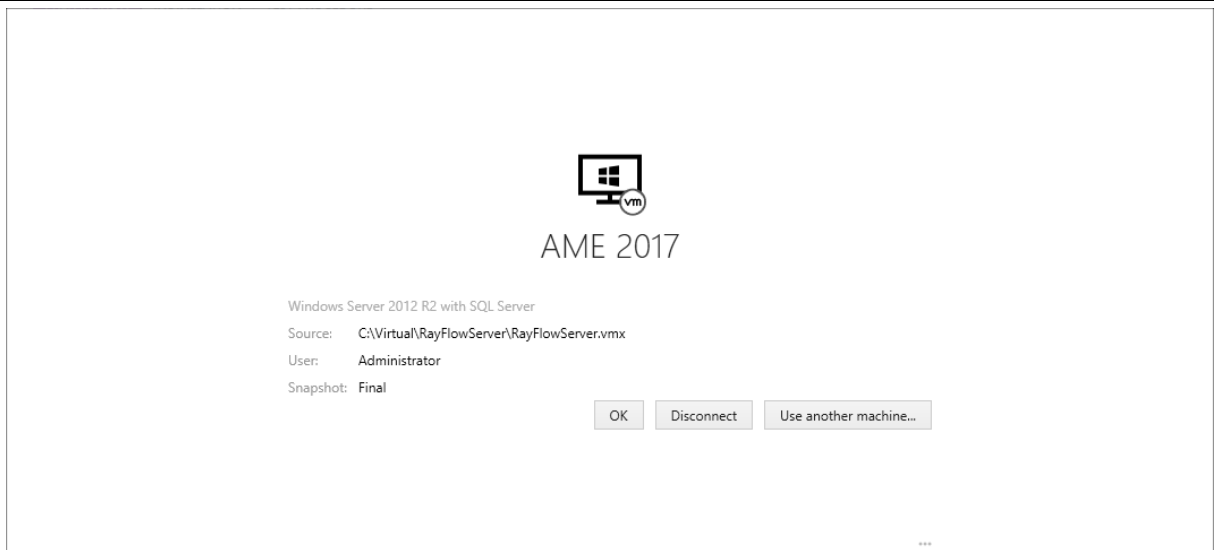 vm
AME 2017
Windows Server 2012 R2 with SQL Server
Source: C:\Virtual\RayFlowServer\RayFlowServer.vmx
User: Administrator
Snapshot: Final
OK Disconnect Use another machine...
...